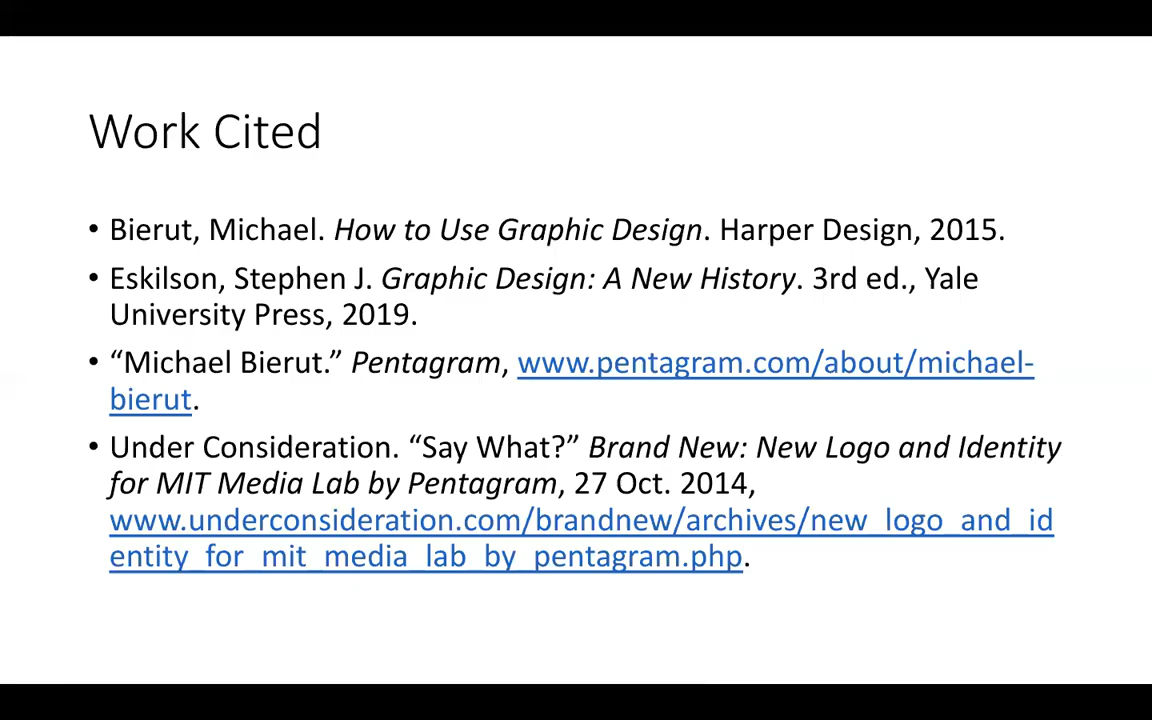 Work Cited
• Bierut, Michael. How to Use Graphic Design. Harper Design, 2015.
• Eskilson, Stephen J. Graphic Design: A New History. 3rd ed., Yale
University Press, 2019.
• “Michael Bierut.” Pentagram, www.pentagram.com/about/michael-
bierut.
• Under Consideration. “Say What?” Brand New: New Logo and Identity
for MIT Media Lab by Pentagram, 27 Oct. 2014,
www.underconsideration.com/brandnew/archives/new_logo_and_id
entity_for_mit_media_lab_by_pentagram.php.